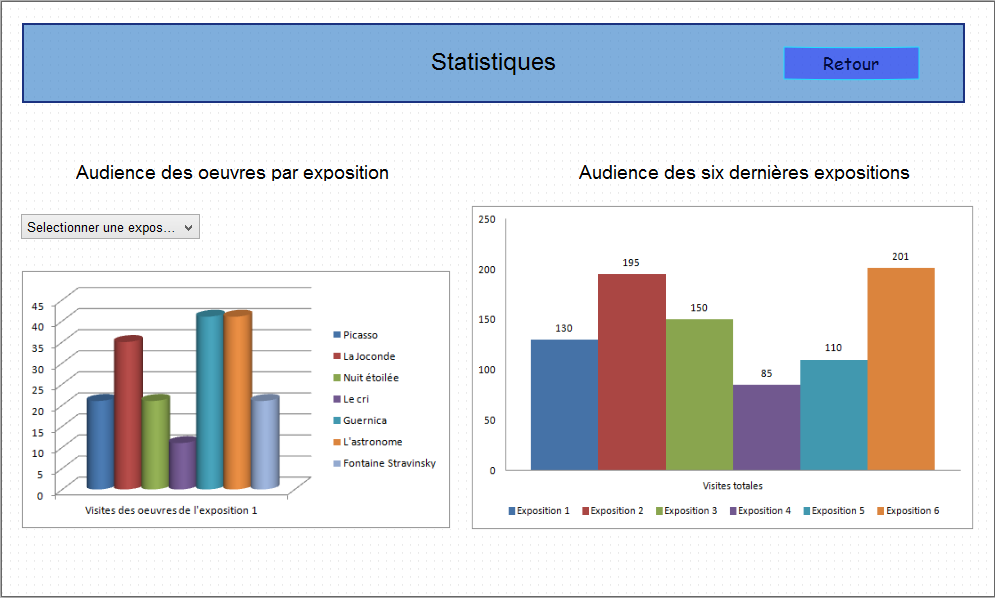 Statistiques
Retour
Audience des oeuvres par exposition
Selectionner une expos...
45
40
35
30
25
20
15
10
5
0
Picasso
La Joconde
Nuit étoilée
Le cri
Guernica
L'astronome
Fontaine Stravinsky
Visites des oeuvres de l'exposition 1
Audience des six dernières expositions
250
200
150
100
50
0
130
195
150
85
110
201
Visites totales
Exposition 1 Exposition 2 Exposition 3 Exposition 4 Exposition 5 Exposition 6